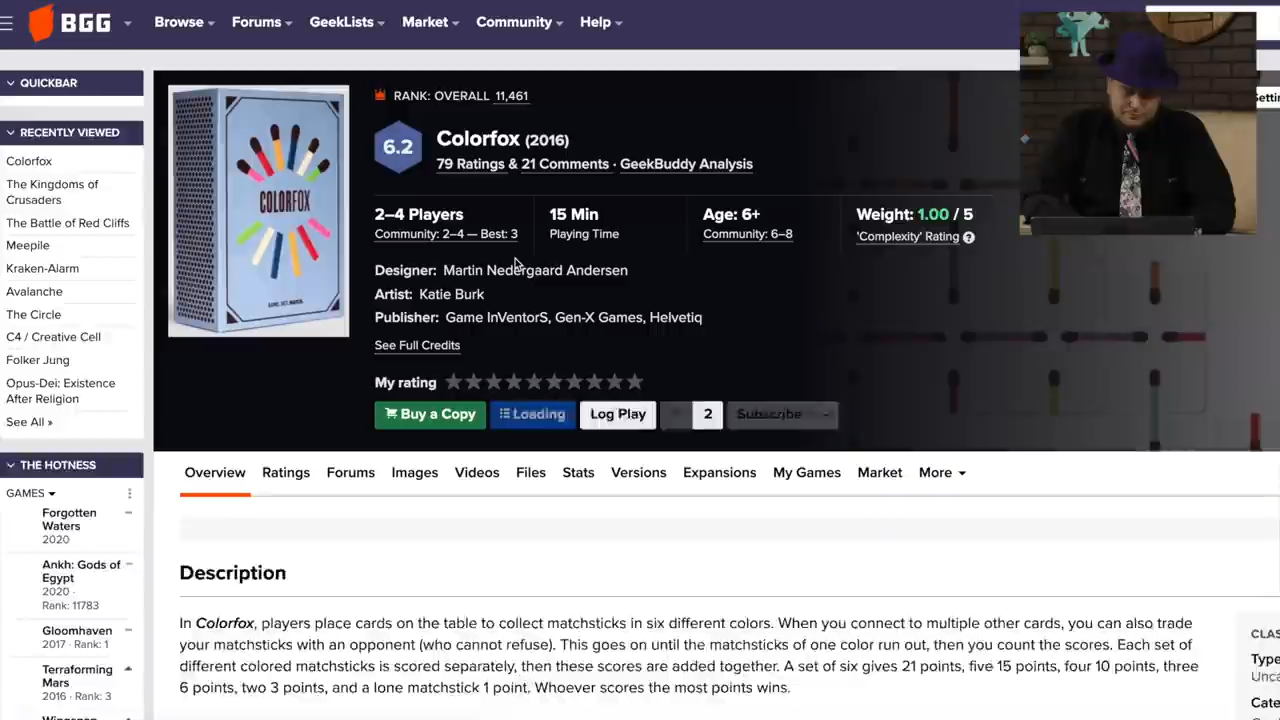 BGG
Browse Forums GeekLists Market Community Help
QUICKBAR
RECENTLY VIEWED
Colorfox
The Kingdoms of
Crusaders
The Battle of Red Cliffs
Meepile
Kraken-Alarm
Avalanche
The Circle
C4 / Creative Cell
Folker Jung
Opus-Dei: Existence
After Religion
See All »
THE HOTNESS
GAMES
Forgotten
Waters
2020
Ankh: Gods of
Egypt
2020 ·
Rank: 11783
Gloomhaven
2017 · Rank: 1
Terraforming
Mars
2016 · Rank: 3
COLORFOX
GAME. SET. MATCH.
RANK: OVERALL 11,461
6.2
Colorfox (2016)
79 Ratings & 21 Comments · GeekBuddy Analysis
2–4 Players
Community: 2–4 — Best: 3
15 Min
Playing Time
Age: 6+
Community: 6–8
Weight: 1.00 / 5
'Complexity' Rating ?
Designer: Martin Nedergaard Andersen
Artist: Katie Burk
Publisher: Game InVentorS, Gen-X Games, Helvetiq
See Full Credits
My rating
Buy a Copy Loading Log Play 2 Subscribe
Overview Ratings Forums Images Videos Files Stats Versions Expansions My Games Market More
Description
In Colorfox, players place cards on the table to collect matchsticks in six different colors. When you connect to multiple other cards, you can also trade
your matchsticks with an opponent (who cannot refuse). This goes on until the matchsticks of one color run out, then you count the scores. Each set of
different colored matchsticks is scored separately, then these scores are added together. A set of six gives 21 points, five 15 points, four 10 points, three
6 points, two 3 points, and a lone matchstick 1 point. Whoever scores the most points wins.